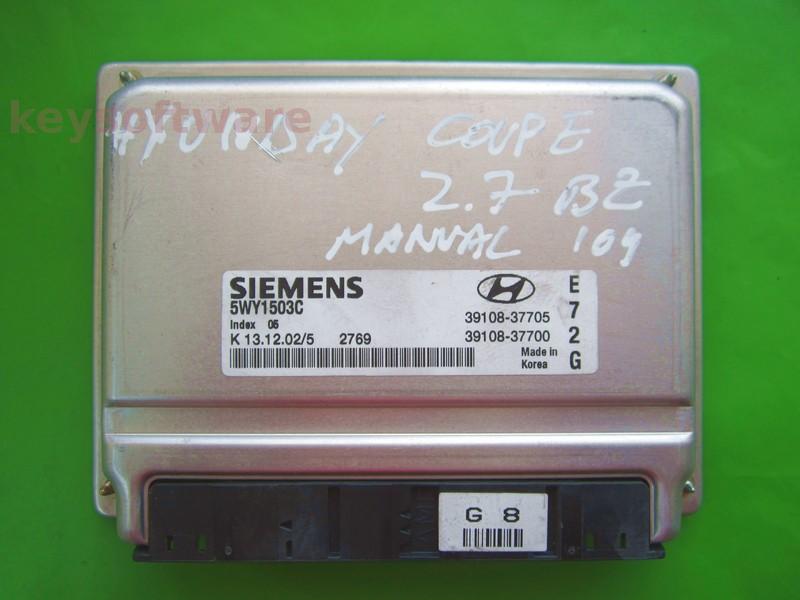 keysoftware
HYUNDAY COUPE
2.7 BZ
MANUAL 109
SIEMENS
5WY1503C
Index 06
K 13.12.02/5 2769
39108-37705
39108-37700
Made in
Korea
E
7
2
G
G 8